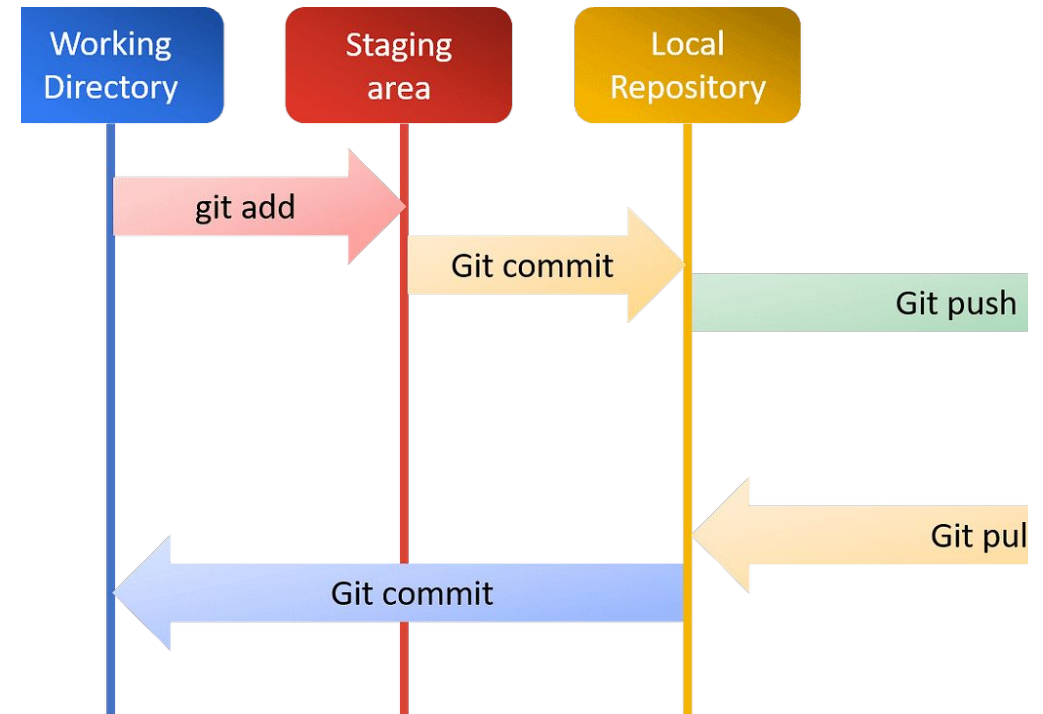 Working
Directory
Staging
area
Local
Repository
git add
Git commit
Git push
Git pul
Git commit